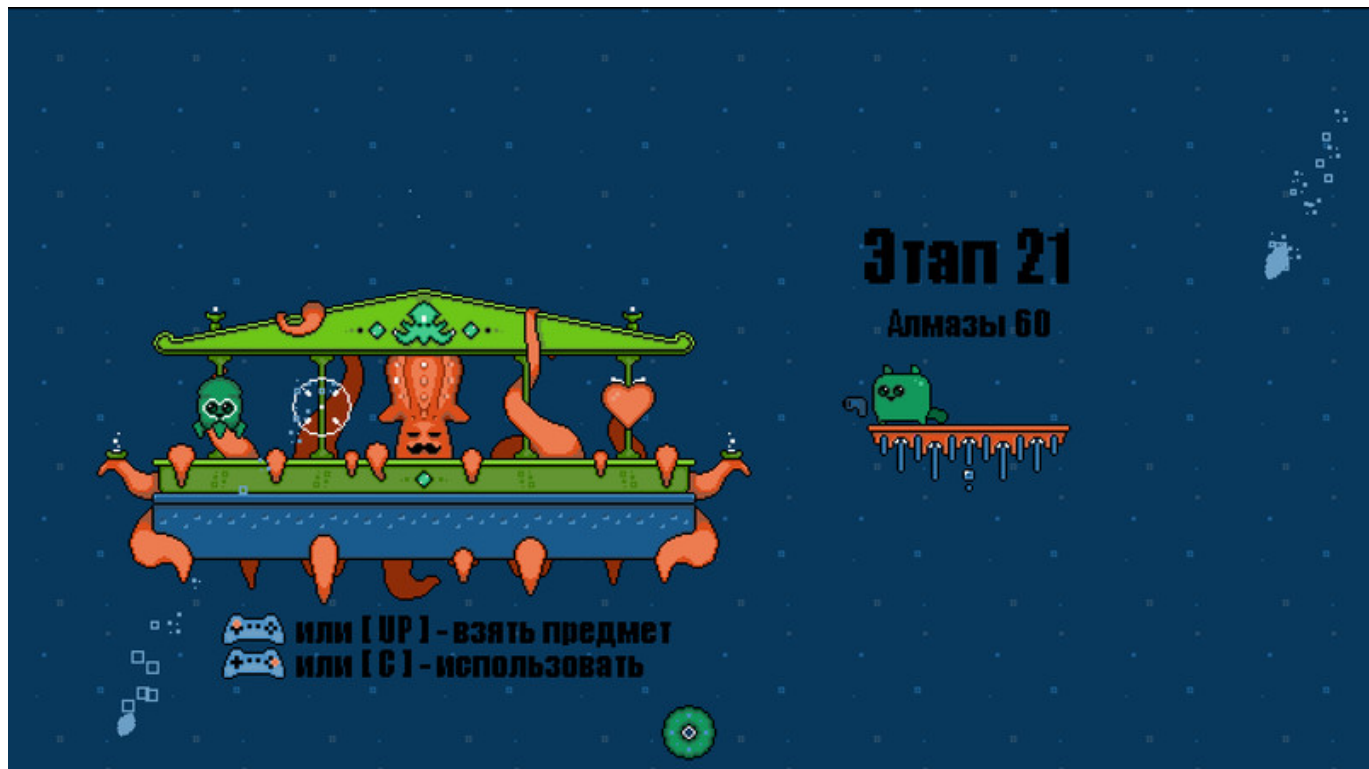 Этап 21
Алмазы 60
или [ UP ] - взять предмет
или [ C ] - использовать